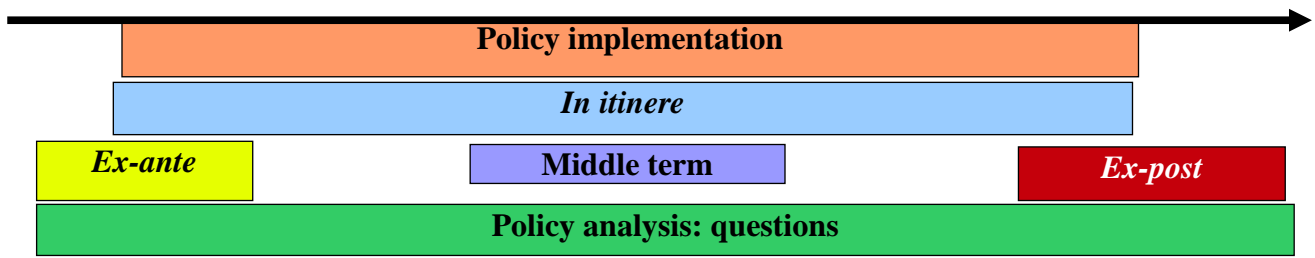 Policy implementation
In itinere
Ex-ante
Middle term
Ex-post
Policy analysis: questions